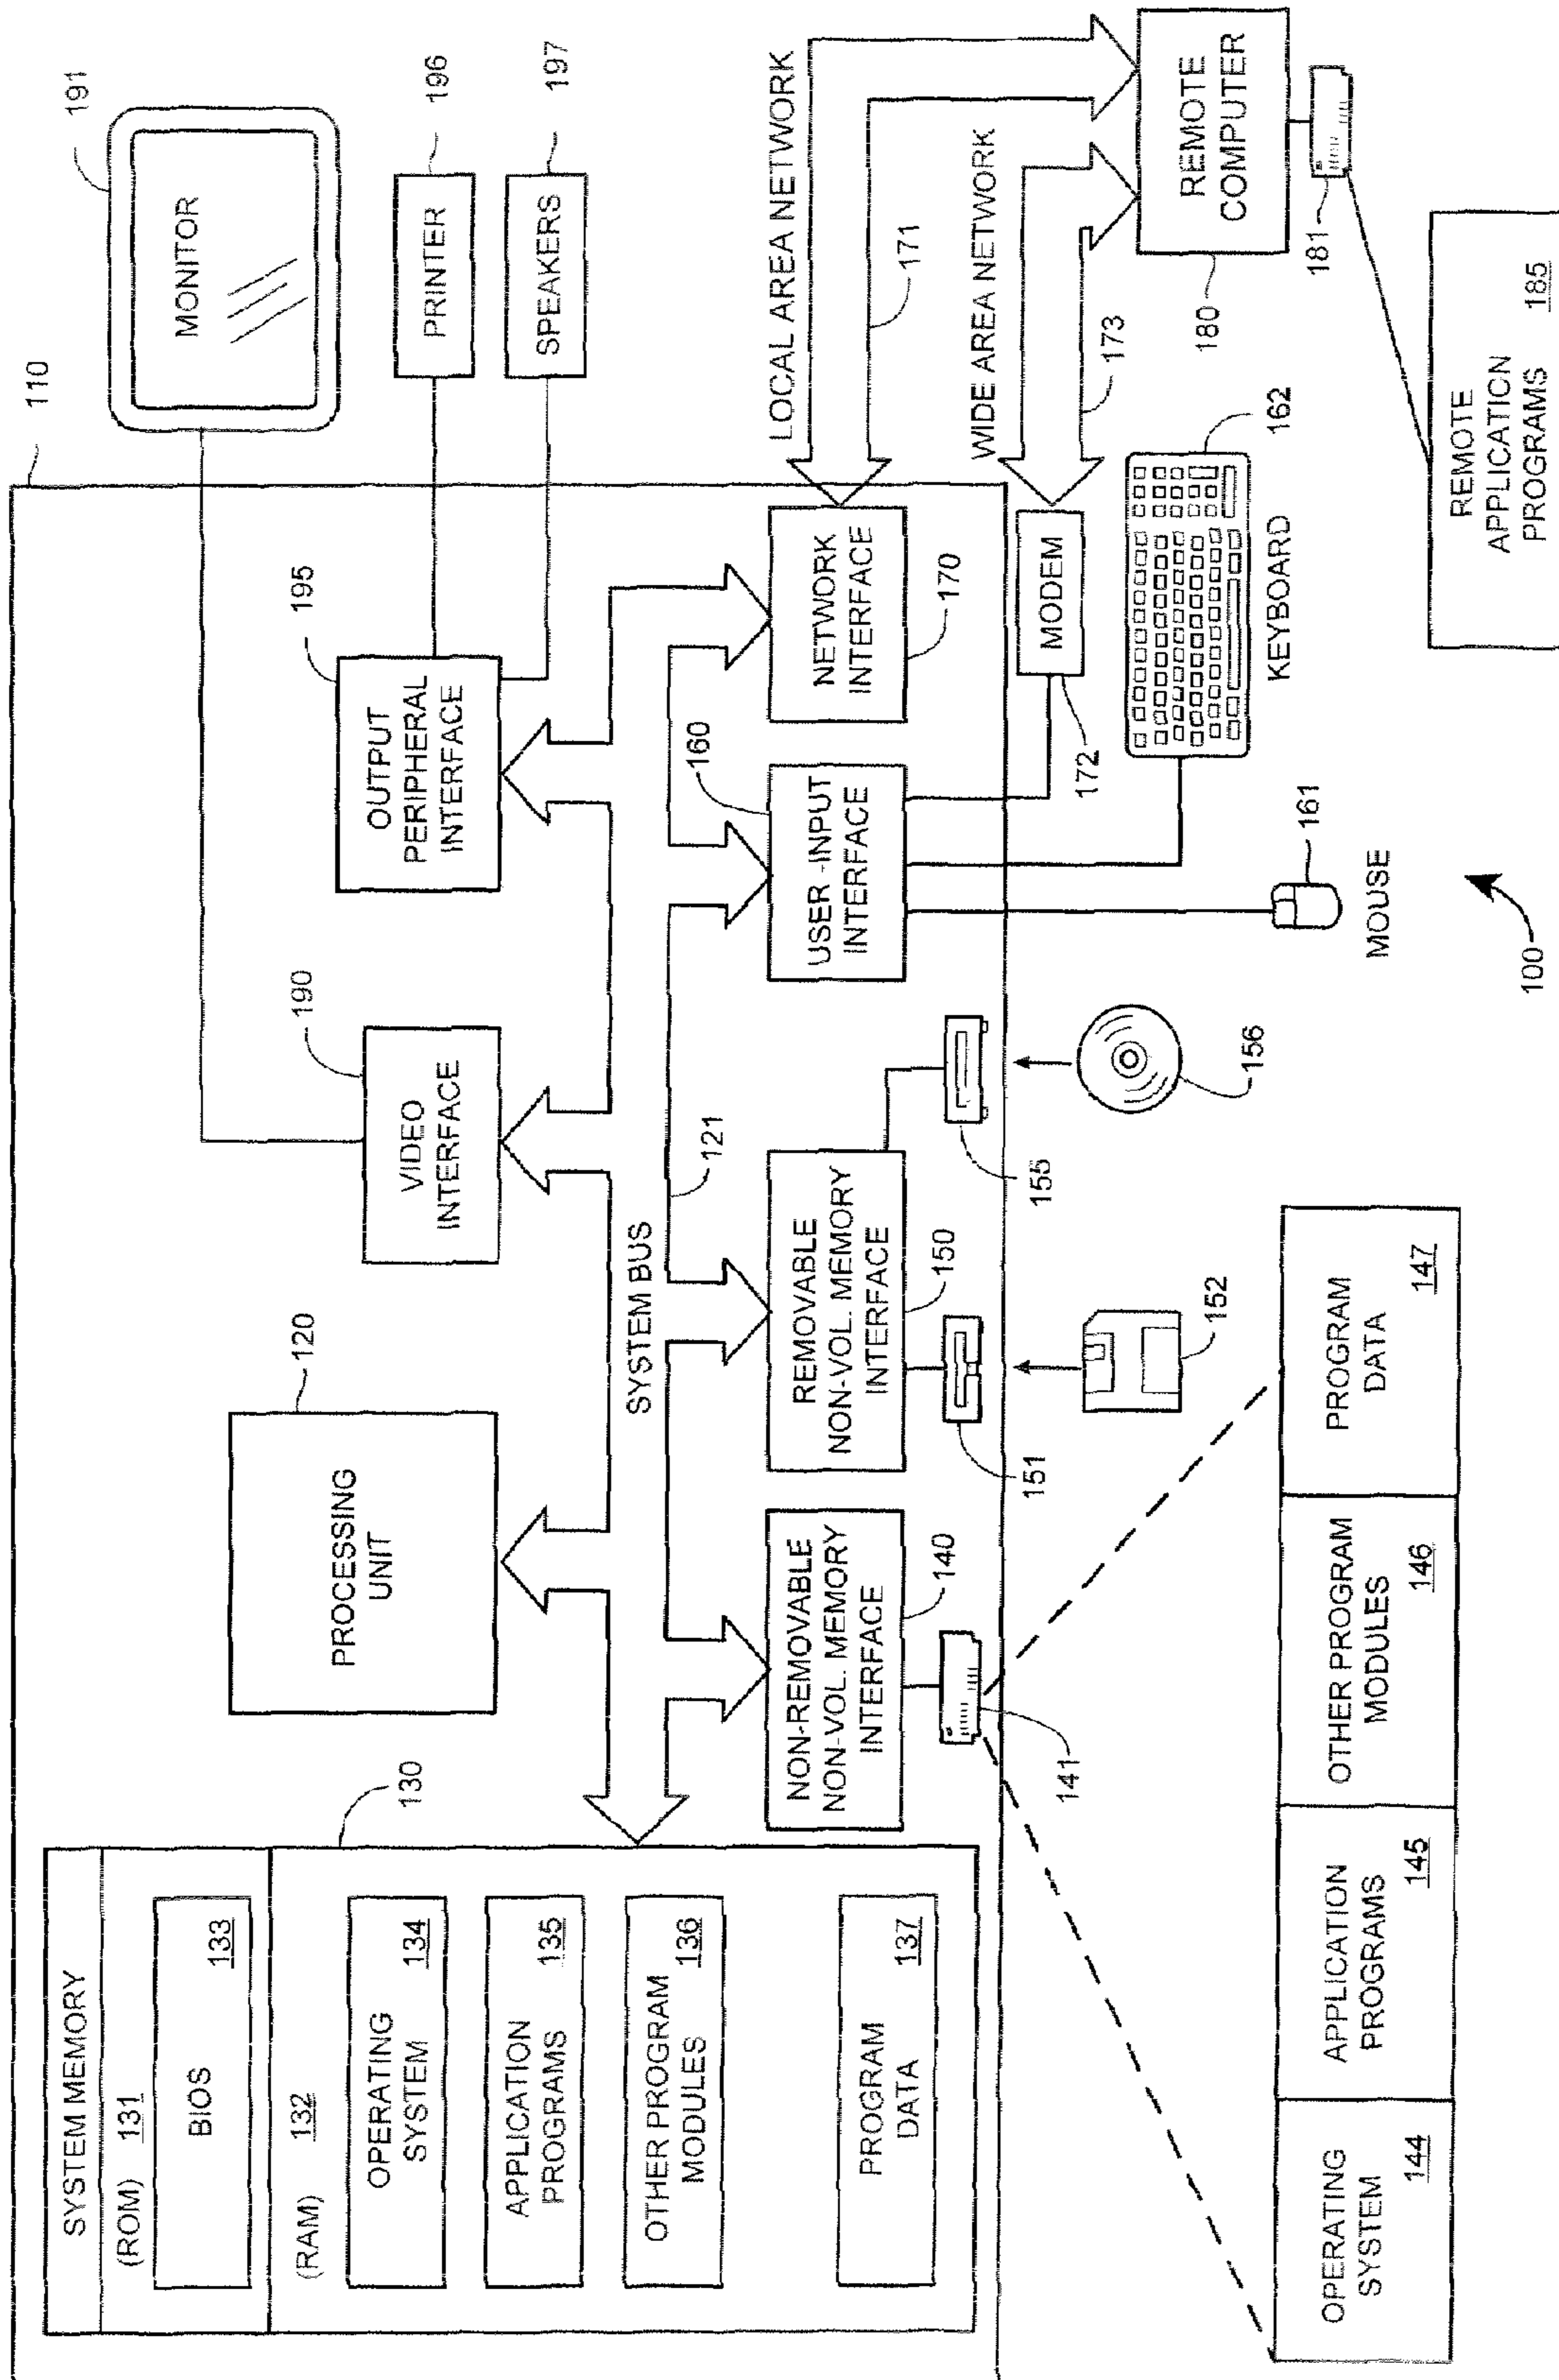 SYSTEM MEMORY
(ROM) 131
BIOS
133
(RAM) 132
OPERATING
SYSTEM
134
APPLICATION
PROGRAMS
135
OTHER PROGRAM
MODULES
136
PROGRAM
DATA
137
130
PROCESSING
UNIT
120
VIDEO
INTERFACE
190
OUTPUT
PERIPHERAL
INTERFACE
195
110
MONITOR
191
PRINTER
196
SPEAKERS
197
SYSTEM BUS
121
NON-REMOVABLE
NON-VOL. MEMORY
INTERFACE
140
REMOVABLE
NON-VOL. MEMORY
INTERFACE
150
USER -INPUT
INTERFACE
160
NETWORK
INTERFACE
170
LOCAL AREA NETWORK
171
WIDE AREA NETWORK
173
141
151
155
MODEM
172
152
156
KEYBOARD
162
MOUSE
161
REMOTE
COMPUTER
180
181
REMOTE
APPLICATION
PROGRAMS
185
OPERATING
SYSTEM
144
APPLICATION
PROGRAMS
145
OTHER PROGRAM
MODULES
146
PROGRAM
DATA
147
100